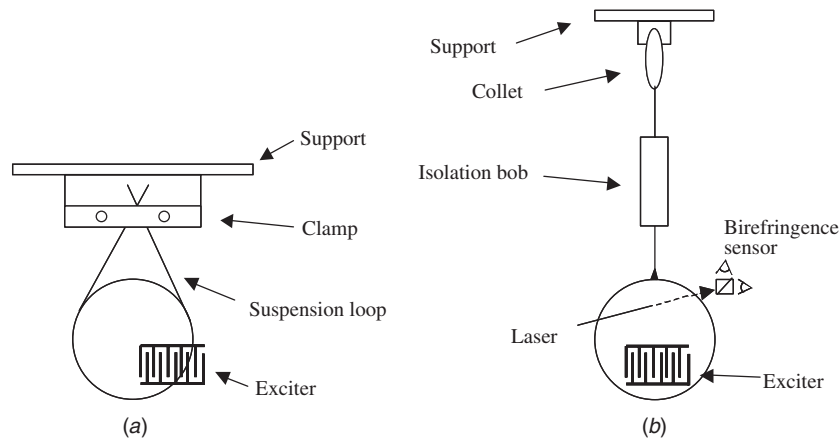 Support
Clamp
Suspension loop
Exciter
(a)
Support
Collet
Isolation bob
Birefringence
sensor
Laser
Exciter
(b)